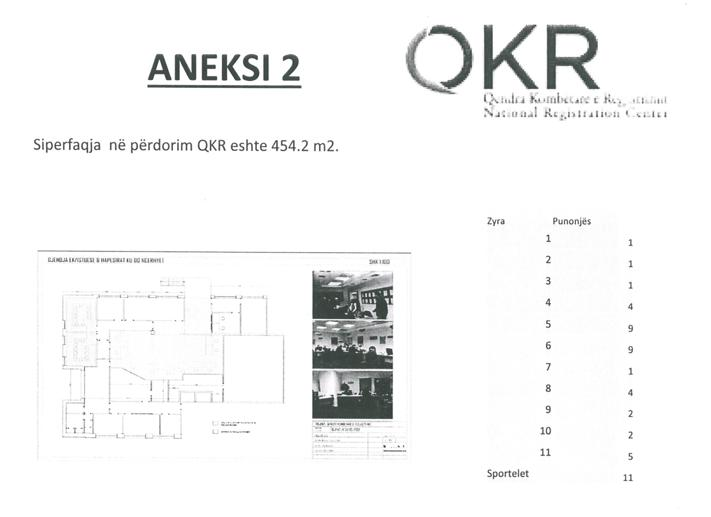 ANEKSI 2
QKR
Qendra Kombetare e Regjistrimit
National Registration Center
Siperfaqja në përdorim QKR eshte 454.2 m2.
GJENDJA EKZISTUESE
Zyra Punonjës
1 1
2 1
3 1
4 4
5 9
6 9
7 1
8 4
9 2
10 2
11 5
Sportelet 11